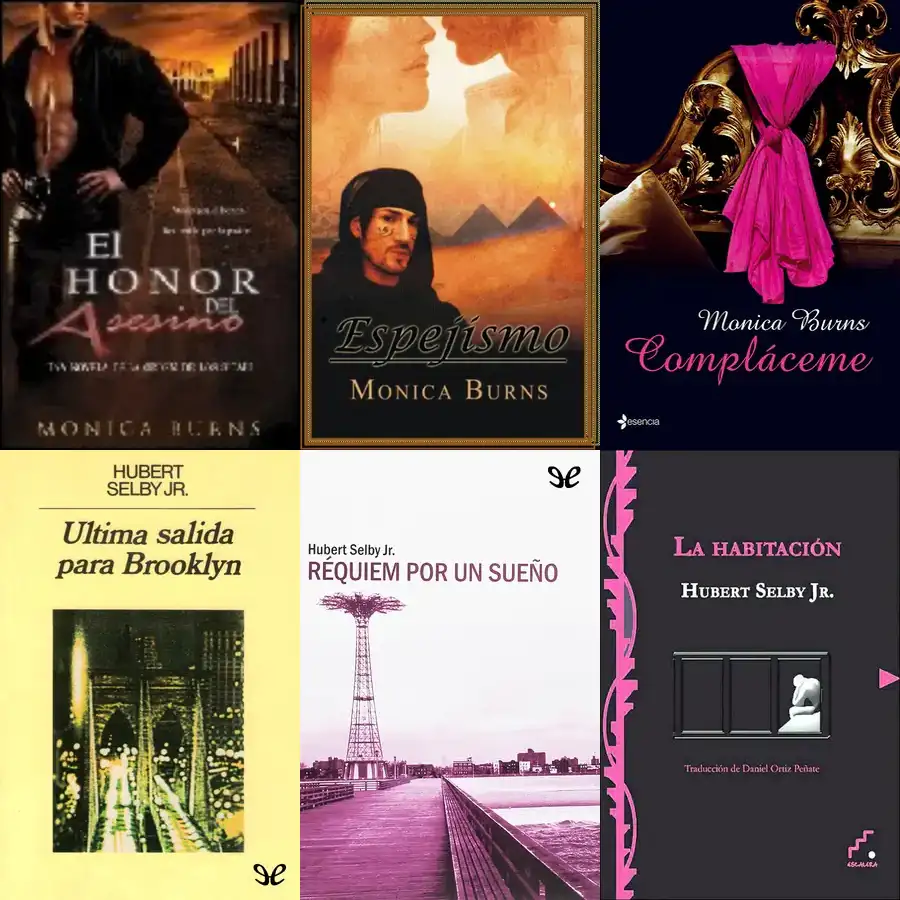 El
HONOR
DEL
Asesino
MONICA BURNS
Espejismo
MONICA BURNS
Monica Burns
Compláceme
esencia
HUBERT
SELBY JR.
Ultima salida
para Brooklyn
Hubert Selby Jr.
RÉQUIEM POR UN SUEÑO
LA HABITACIÓN
HUBERT SELBY JR.
Traducción de Daniel Ortiz Peñate
ESCALERA